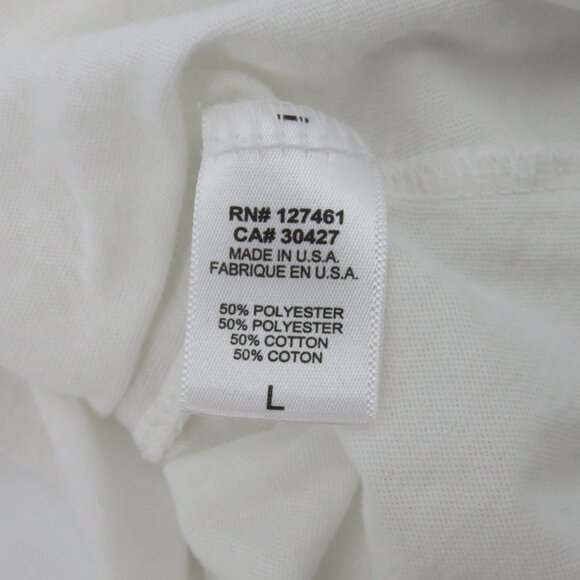 RN# 127461
CA# 30427
MADE IN U.S.A.
FABRIQUE EN U.S.A.
50% POLYESTER
50% POLYESTER
50% COTTON
50% COTON
L